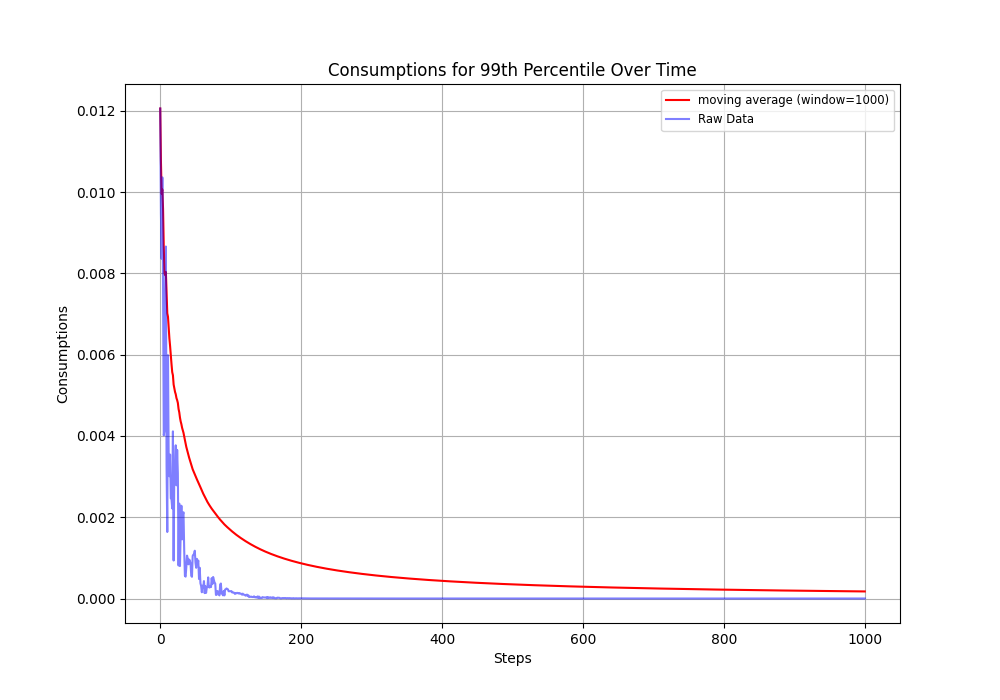 Consumptions for 99th Percentile Over Time
moving average (window=1000)
Raw Data
0.012
0.010
0.008
0.006
0.004
0.002
0.000
Consumptions
0 200 400 600 800 1000
Steps